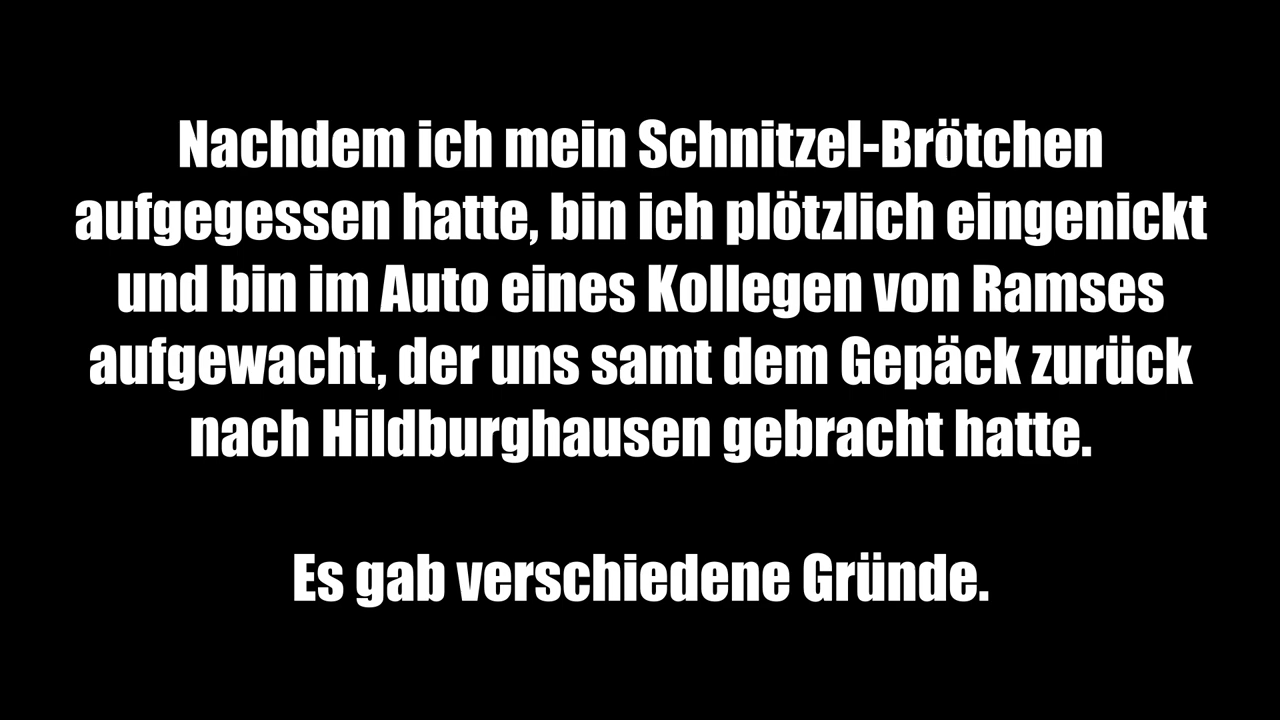 Nachdem ich mein Schnitzel-Brötchen
aufgegessen hatte, bin ich plötzlich eingenickt
und bin im Auto eines Kollegen von Ramses
aufgewacht, der uns samt dem Gepäck zurück
nach Hildburghausen gebracht hatte.
Es gab verschiedene Gründe.